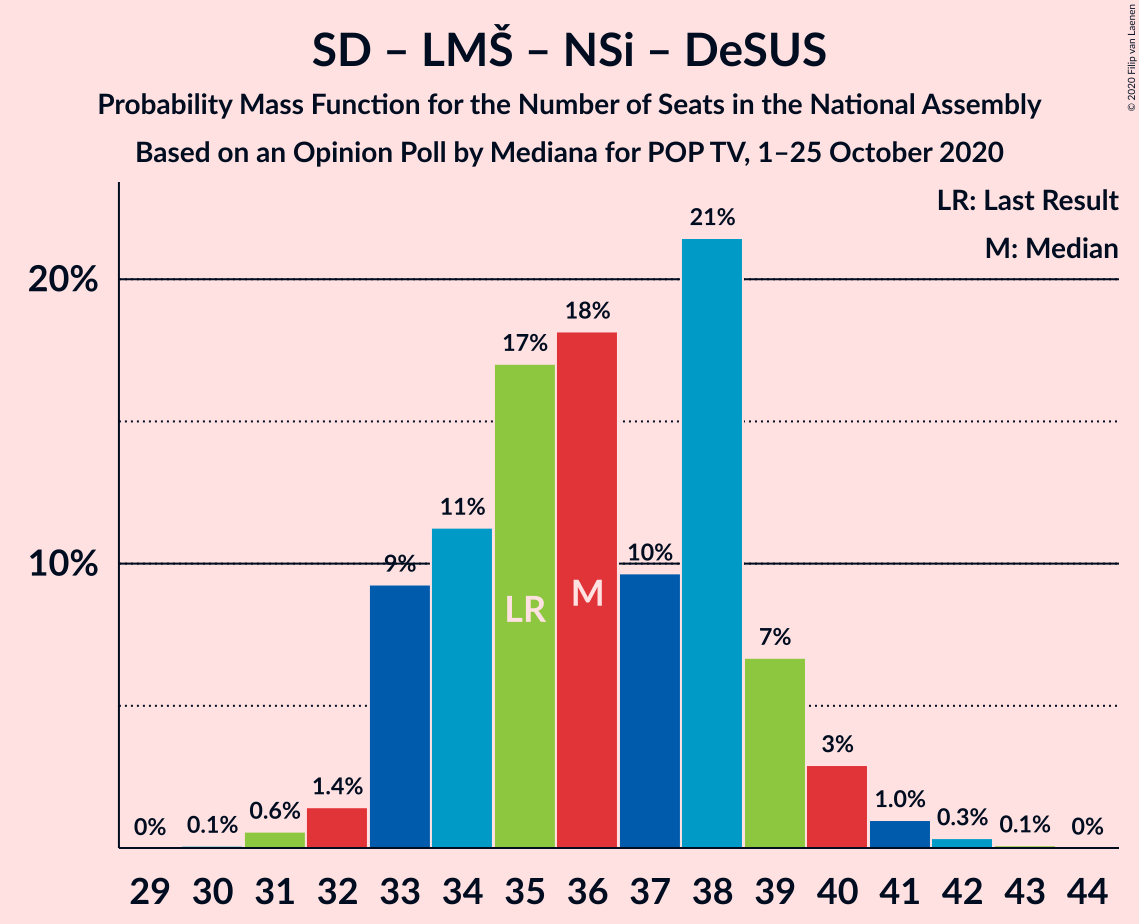 SD – LMŠ – NSi – DeSUS
Probability Mass Function for the Number of Seats in the National Assembly
Based on an Opinion Poll by Mediana for POP TV, 1–25 October 2020
© 2020 Filip van Laenen
LR: Last Result
M: Median
21%
20%
18%
17%
11%
10%
9%
10%
LR
M
7%
3%
1.4%
1.0%
0.6%
0.3%
0% 0.1%
0.1% 0%
29 30 31 32 33 34 35 36 37 38 39 40 41 42 43 44